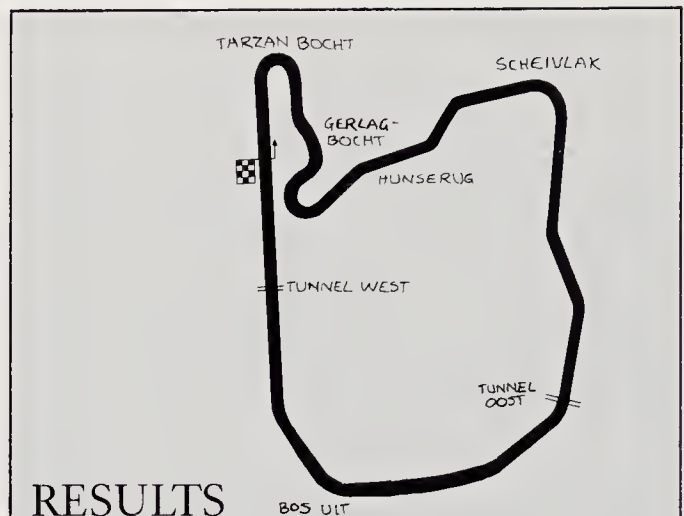 TARZAN BOCHT
SCHEIVLAK
GERLAG-
BOCHT
HUNSERUG
TUNNEL WEST
TUNNEL
OOST
RESULTS
BOS UIT